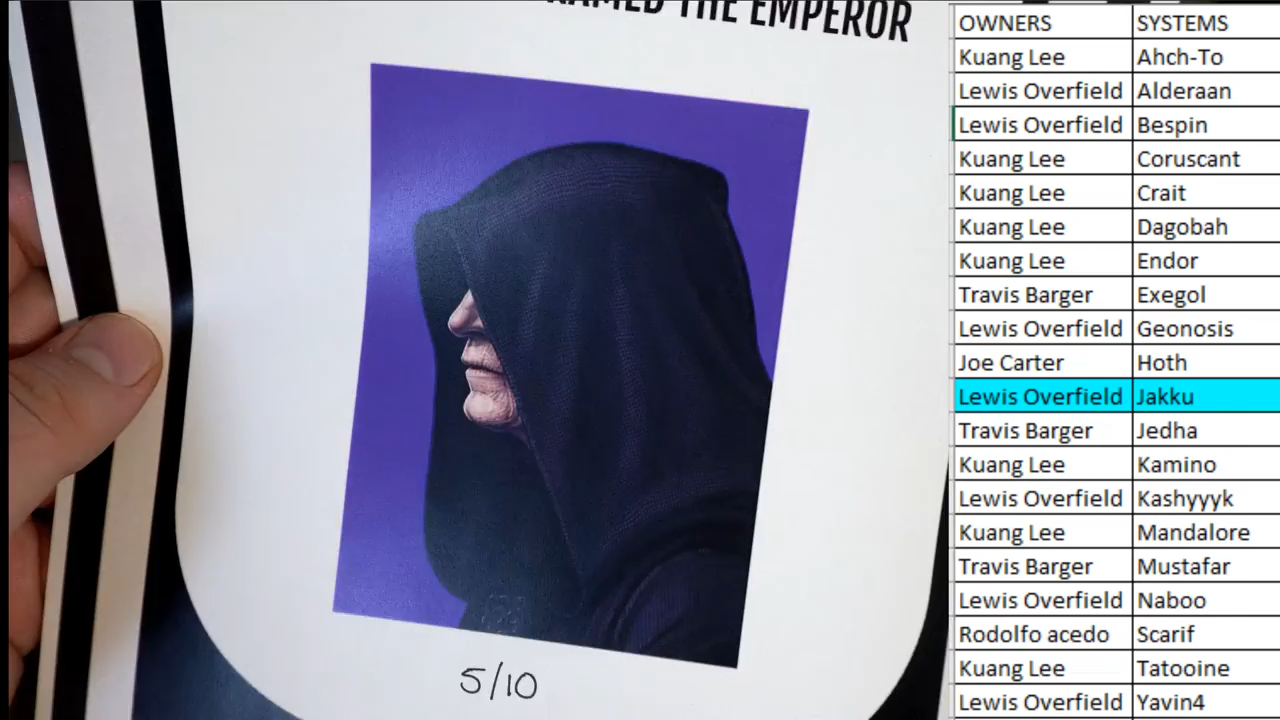 THE EMPEROR
5/10
OWNERS SYSTEMS
Kuang Lee Ahch-To
Lewis Overfield Alderaan
Lewis Overfield Bespin
Kuang Lee Coruscant
Kuang Lee Crait
Kuang Lee Dagobah
Kuang Lee Endor
Travis Barger Exegol
Lewis Overfield Geonosis
Joe Carter Hoth
Lewis Overfield Jakku
Travis Barger Jedha
Kuang Lee Kamino
Lewis Overfield Kashyyyk
Kuang Lee Mandalore
Travis Barger Mustafar
Lewis Overfield Naboo
Rodolfo acedo Scarif
Kuang Lee Tatooine
Lewis Overfield Yavin4